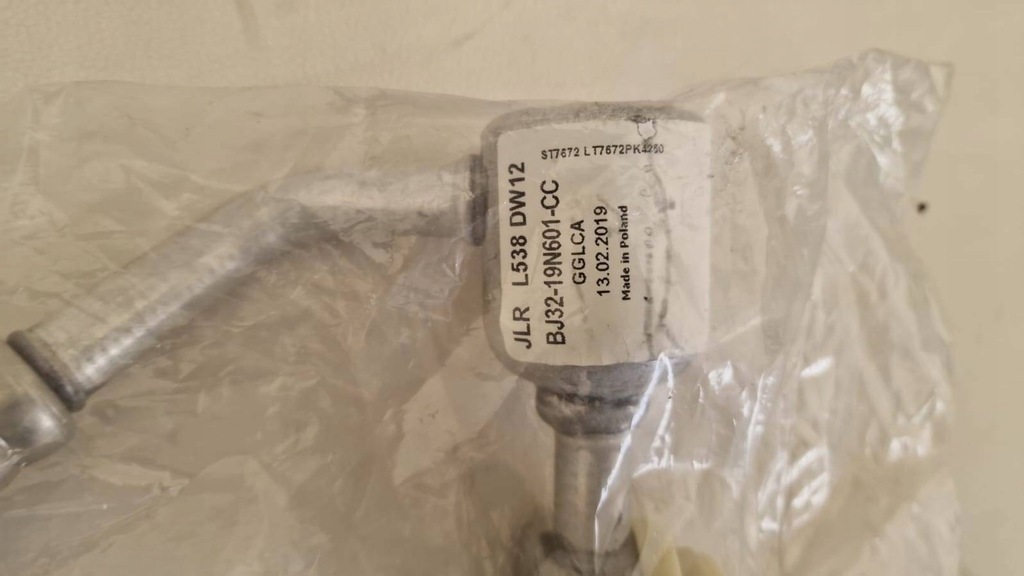 ST7672 LT7672PK4250
JLR L538 DW12
BJ32-19N601-CC
GGLCA
13.02.2019
Made in Poland